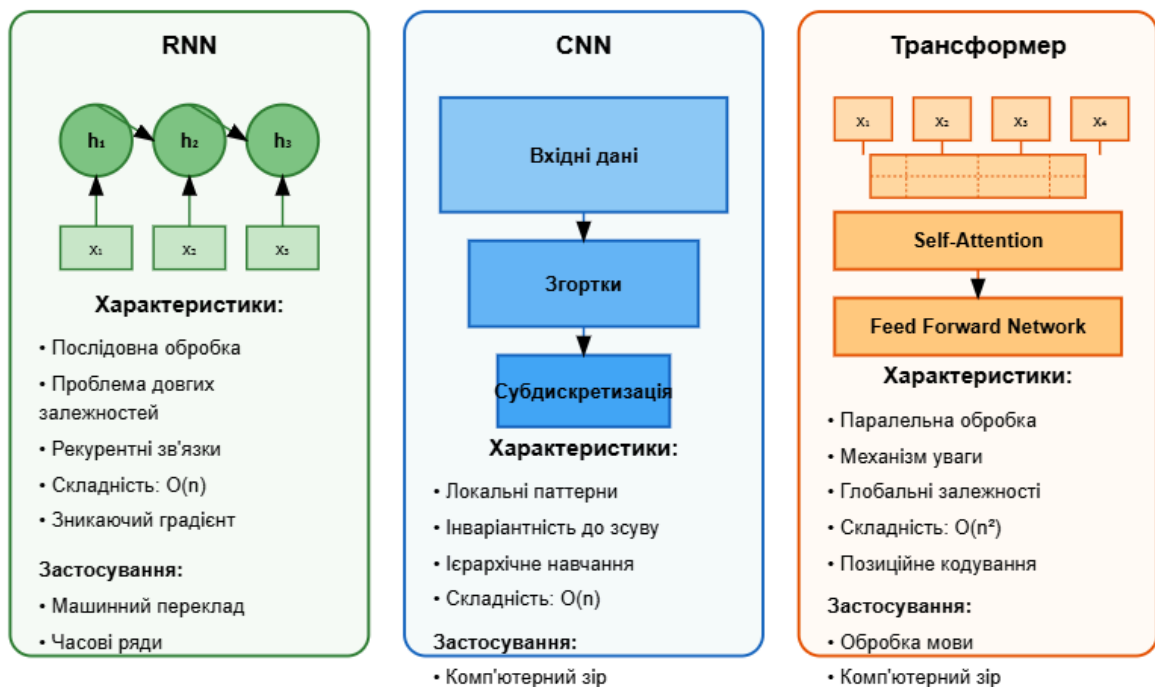 RNN
h₁
h₂
h₃
x₁
x₂
x₃
Характеристики:
• Послідовна обробка
• Проблема довгих
залежностей
• Рекурентні зв'язки
• Складність: O(n)
• Зникаючий градієнт
Застосування:
• Машинний переклад
• Часові ряди
CNN
Вхідні дані
Згортки
Субдискретизація
Характеристики:
• Локальні паттерни
• Інваріантність до зсуву
• Ієрархічне навчання
• Складність: O(n)
Застосування:
• Комп'ютерний зір
Трансформер
x₁
x₂
x₃
x₄
Self-Attention
Feed Forward Network
Характеристики:
• Паралельна обробка
• Механізм уваги
• Глобальні залежності
• Складність: O(n²)
• Позиційне кодування
Застосування:
• Обробка мови
• Комп'ютерний зір